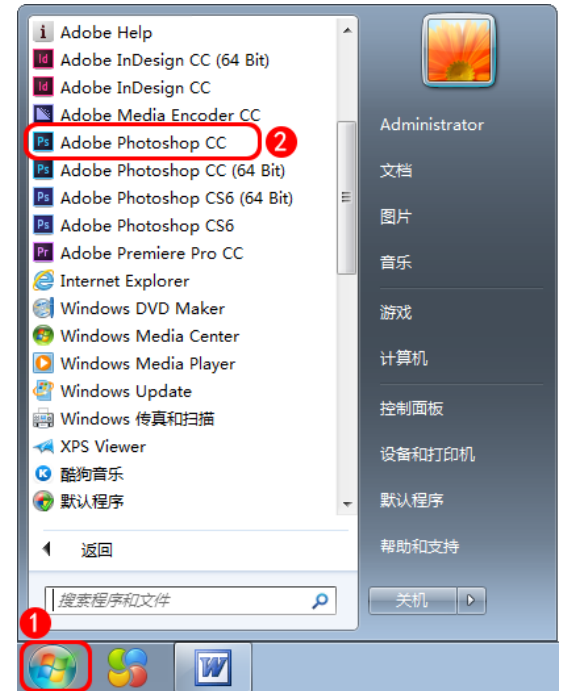 Adobe Help
Adobe InDesign CC (64 Bit)
Adobe InDesign CC
Adobe Media Encoder CC
Adobe Photoshop CC
2
Adobe Photoshop CC (64 Bit)
Adobe Photoshop CS6 (64 Bit)
Adobe Photoshop CS6
Adobe Premiere Pro CC
Internet Explorer
Windows DVD Maker
Windows Media Center
Windows Media Player
Windows Update
Windows 传真和扫描
XPS Viewer
酷狗音乐
默认程序
返回
搜索程序和文件
1
Administrator
文档
图片
音乐
游戏
计算机
控制面板
设备和打印机
默认程序
帮助和支持
关机